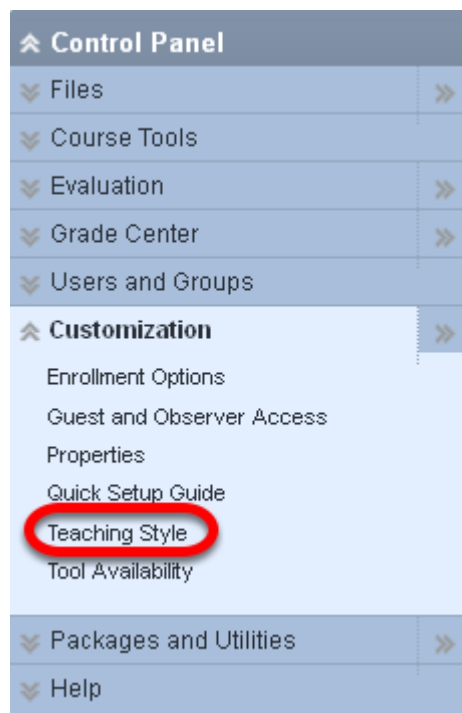 Control Panel
Files
Course Tools
Evaluation
Grade Center
Users and Groups
Customization
Enrollment Options
Guest and Observer Access
Properties
Quick Setup Guide
Teaching Style
Tool Availability
Packages and Utilities
Help